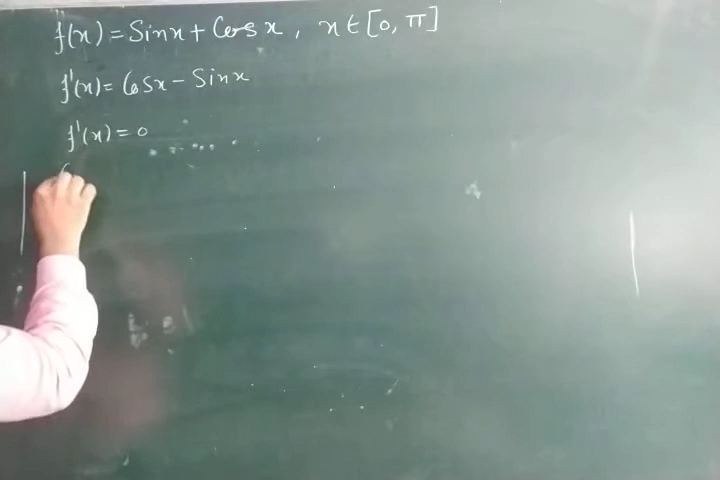 f(x) = Sinx + Cosx, x ∈ [0, π]
f'(x) = Cosx - Sinx
f'(x) = 0